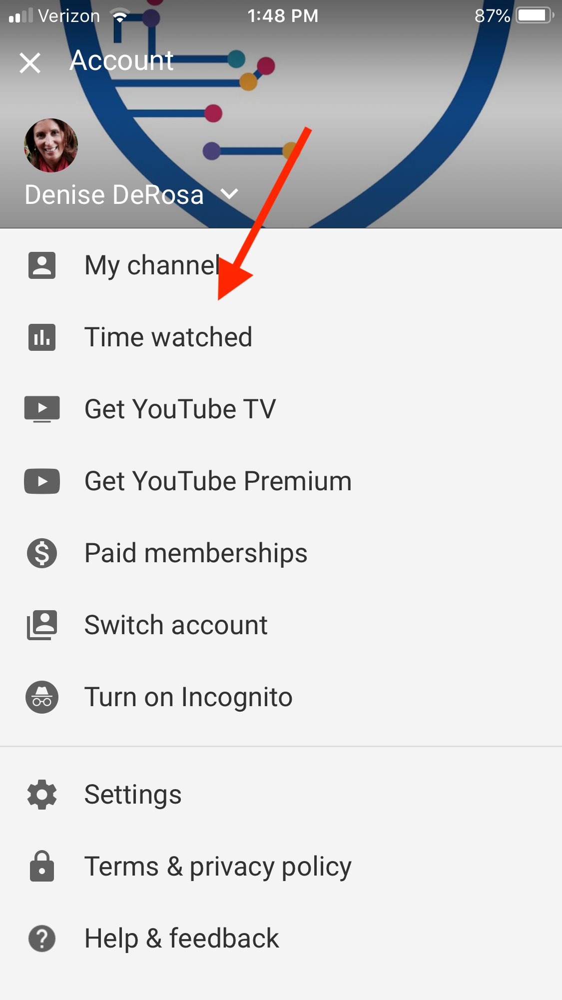 Verizon 1:48 PM 87%
Account
Denise DeRosa
My channel
Time watched
Get YouTube TV
Get YouTube Premium
Paid memberships
Switch account
Turn on Incognito
Settings
Terms & privacy policy
Help & feedback